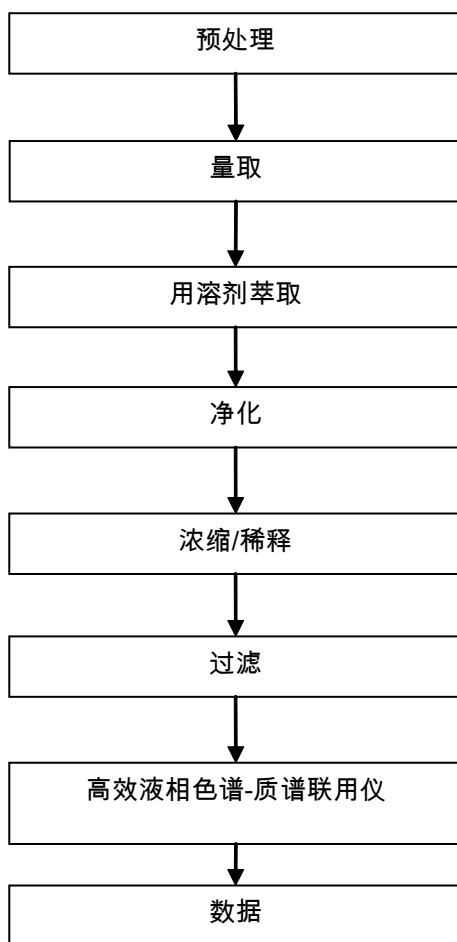 预处理
量取
用溶剂萃取
净化
浓缩/稀释
过滤
高效液相色谱-质谱联用仪
数据